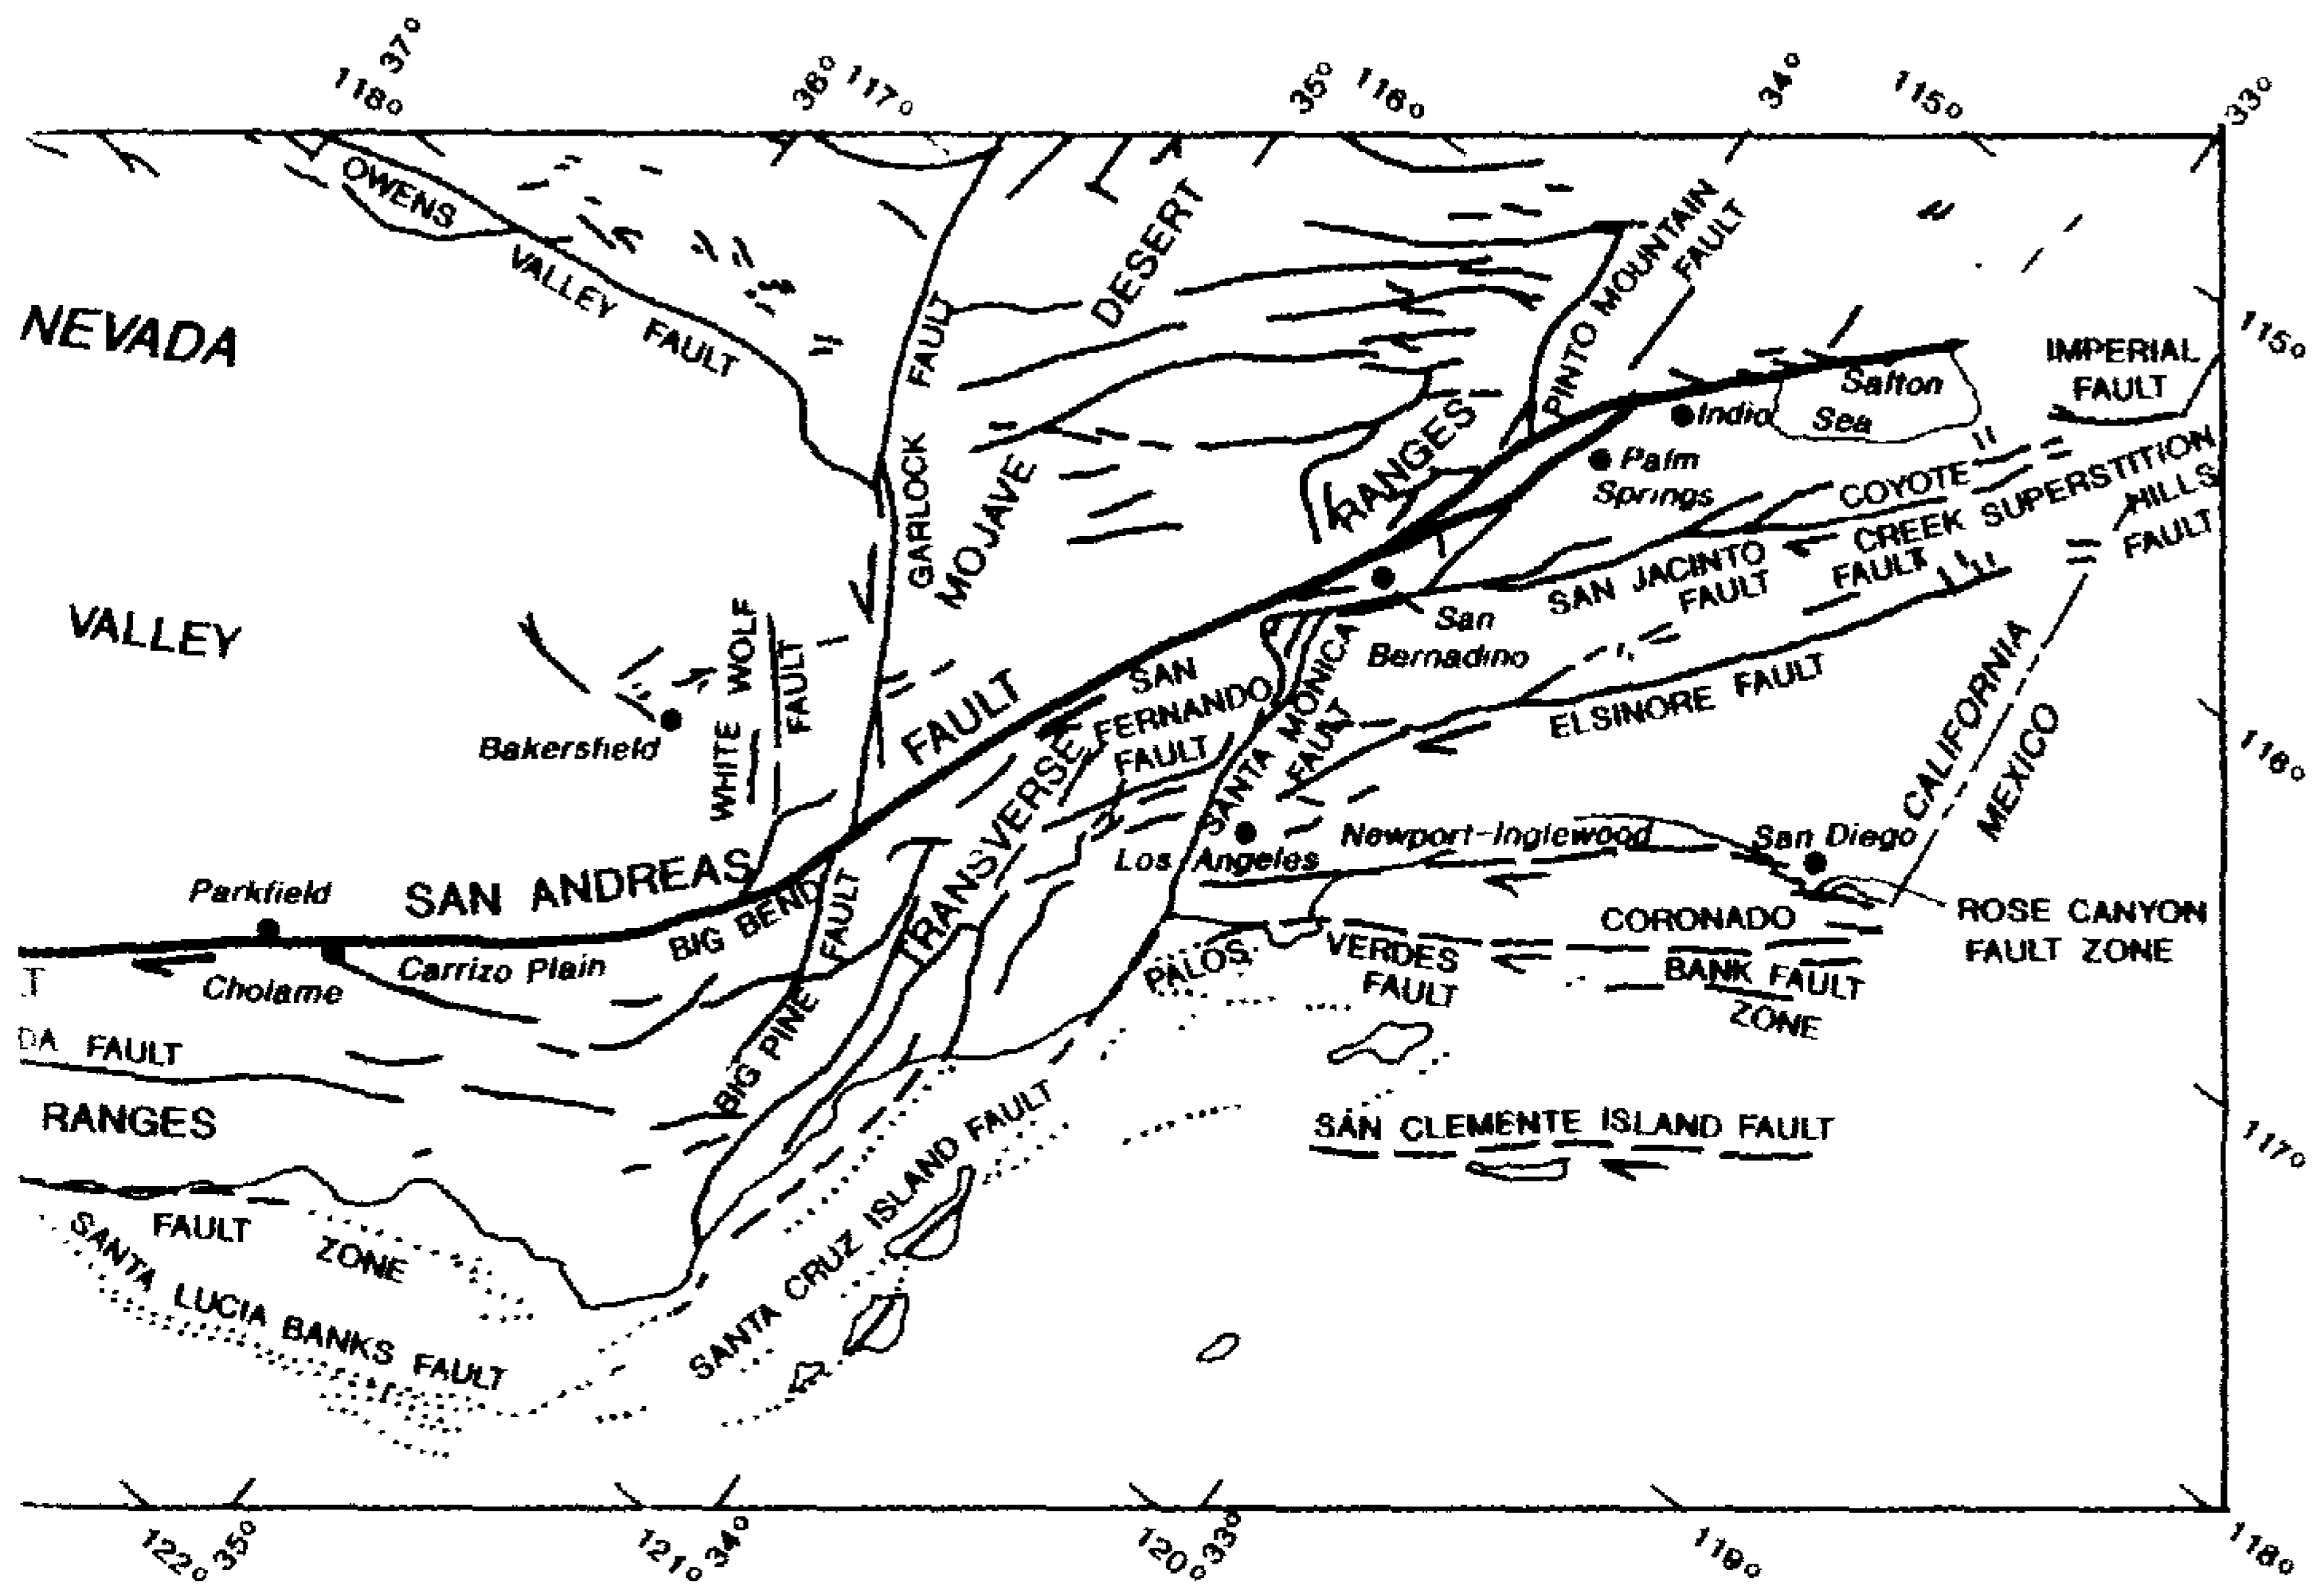 37°
118°
36°
117°
35°
116°
34°
115°
33°
OWENS
VALLEY FAULT
NEVADA
VALLEY
GARLOCK FAULT
MOJAVE DESERT
PINTO MOUNTAIN
FAULT
RANGES
Salton
Sea
Indio
Palm
Springs
IMPERIAL
FAULT
115°
COYOTE
CREEK
FAULT
SUPERSTITION
HILLS
FAULT
SAN JACINTO
FAULT
San
Bernadino
ELSINORE FAULT
CALIFORNIA
MEXICO
116°
Bakersfield
WHITE WOLF
FAULT
SAN ANDREAS
FAULT
BIG BEND
SAN
FERNANDO
FAULT
SANTA MONICA
FAULT
TRANSVERSE
Los Angeles
Newport-Inglewood
San Diego
ROSE CANYON
FAULT ZONE
CORONADO
BANK FAULT
ZONE
PALOS
VERDES
FAULT
Parkfield
Cholame
Carrizo Plain
BIG PINE
FAULT
T
DA FAULT
RANGES
FAULT
ZONE
SANTA LUCIA BANKS FAULT
SANTA CRUZ ISLAND FAULT
SAN CLEMENTE ISLAND FAULT
117°
122°
35°
121°
34°
120°
33°
119°
118°